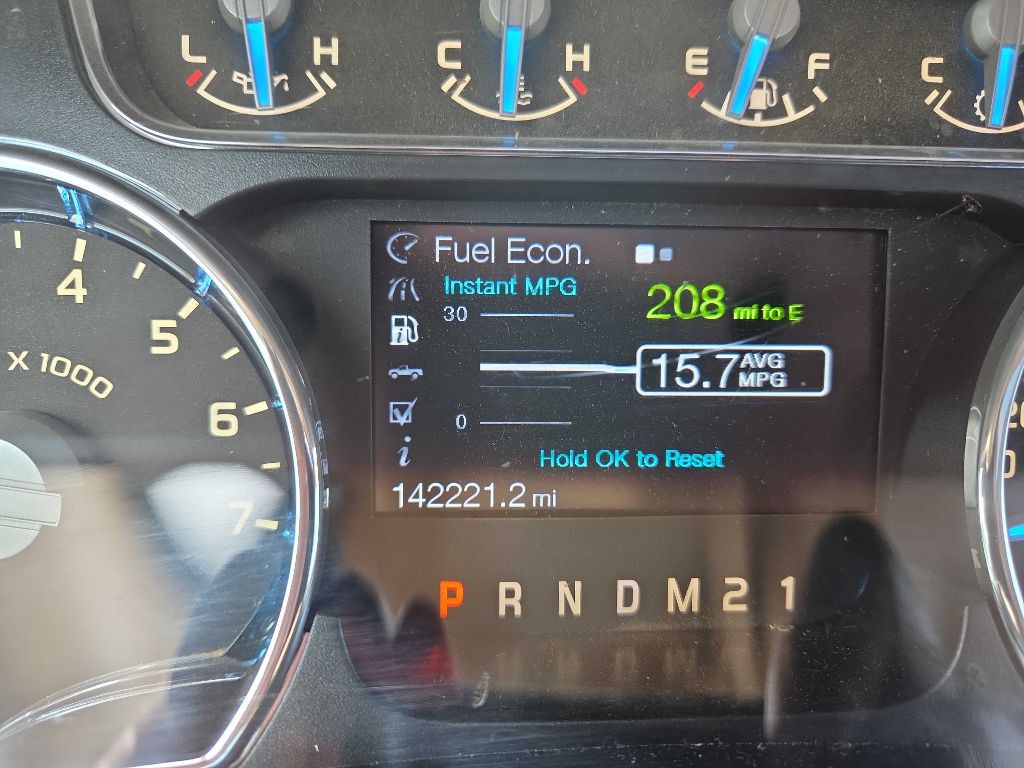 L H C H E F C
Fuel Econ.
Instant MPG
30
208 mi to E
15.7 AVG MPG
0
Hold OK to Reset
142221.2 mi
4
5
X 1000
6
7
P R N D M 2 1